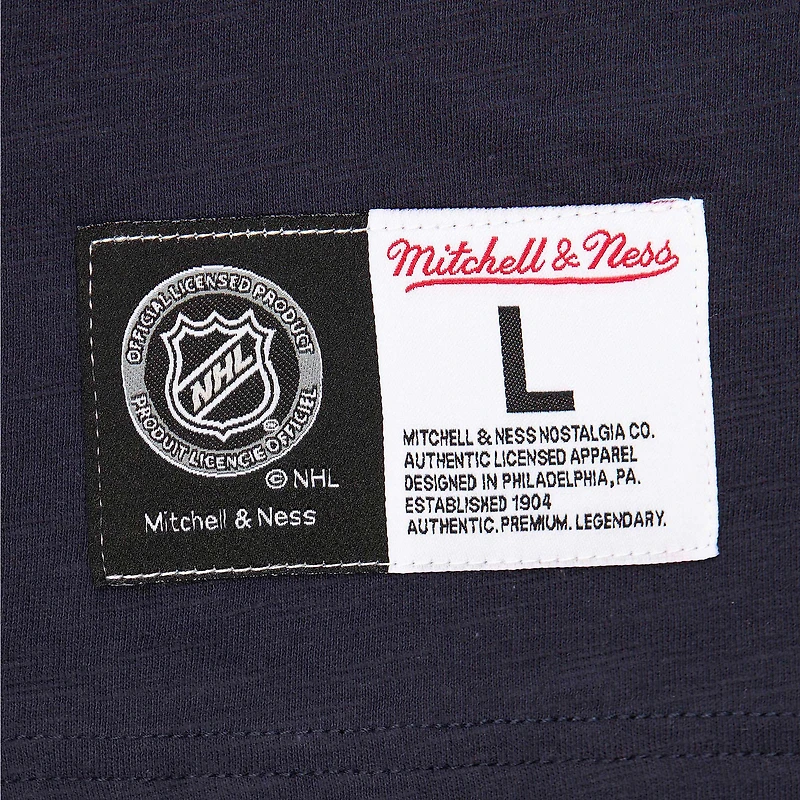 OFFICIAL LICENSED PRODUCT
NHL
PRODUIT LICENCIE OFFICIEL
®
© NHL
Mitchell & Ness
Mitchell & Ness
L
MITCHELL & NESS NOSTALGIA CO.
AUTHENTIC LICENSED APPAREL
DESIGNED IN PHILADELPHIA, PA.
ESTABLISHED 1904
AUTHENTIC. PREMIUM. LEGENDARY.